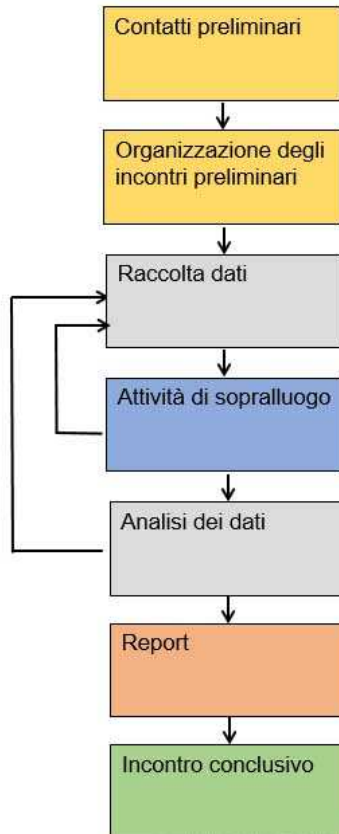 Contatti preliminari
Organizzazione degli
incontri preliminari
Raccolta dati
Attività di sopralluogo
Analisi dei dati
Report
Incontro conclusivo